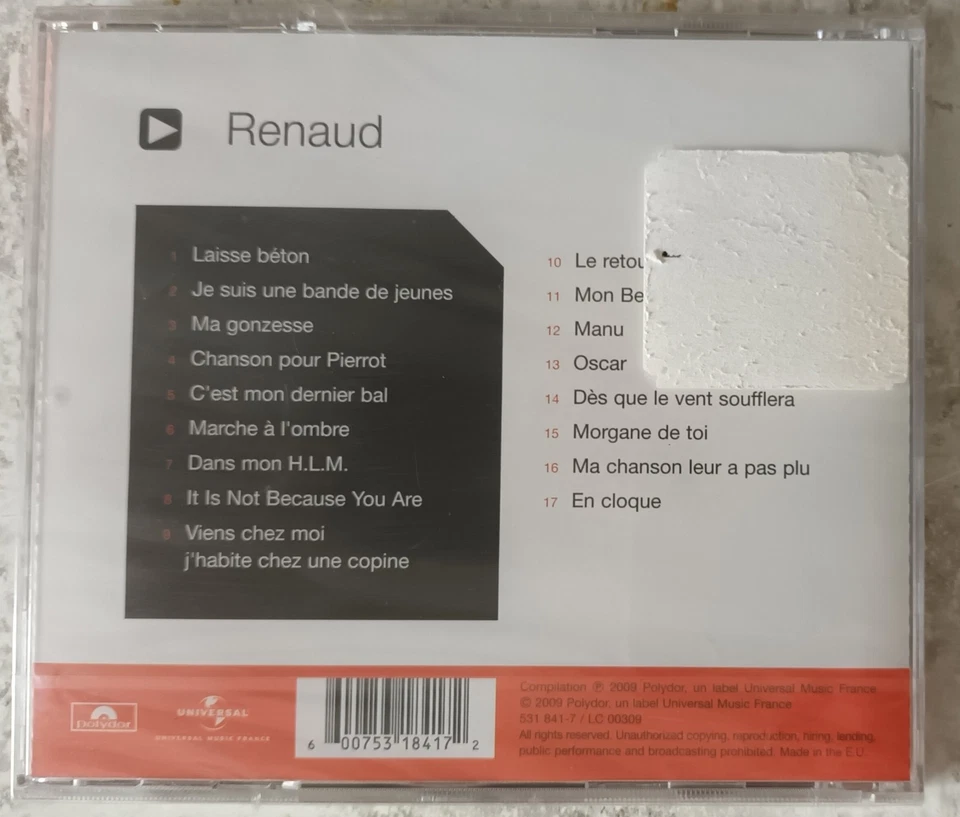 Renaud
1 Laisse béton
2 Je suis une bande de jeunes
3 Ma gonzesse
4 Chanson pour Pierrot
5 C'est mon dernier bal
6 Marche à l'ombre
7 Dans mon H.L.M.
8 It Is Not Because You Are
9 Viens chez moi
j'habite chez une copine
10 Le retou
11 Mon Be
12 Manu
13 Oscar
14 Dès que le vent soufflera
15 Morgane de toi
16 Ma chanson leur a pas plu
17 En cloque
Polydor
UNIVERSAL
UNIVERSAL MUSIC FRANCE
6 00753 18417 2
Compilation ℗ 2009 Polydor, un label Universal Music France.
© 2009 Polydor, un label Universal Music France
531 841-7 / LC 00309
All rights reserved. Unauthorized copying, reproduction, hiring, lending,
public performance and broadcasting prohibited. Made in the E.U.